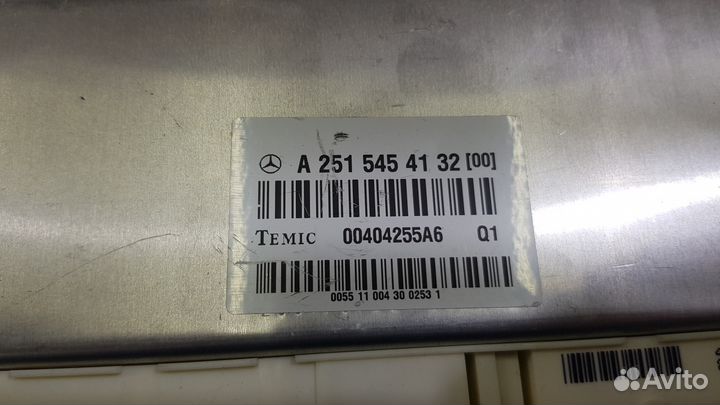 A 251 545 41 32 [00]
TEMIC 00404255A6 Q1
0055 11 004 30 0253 1
Avito